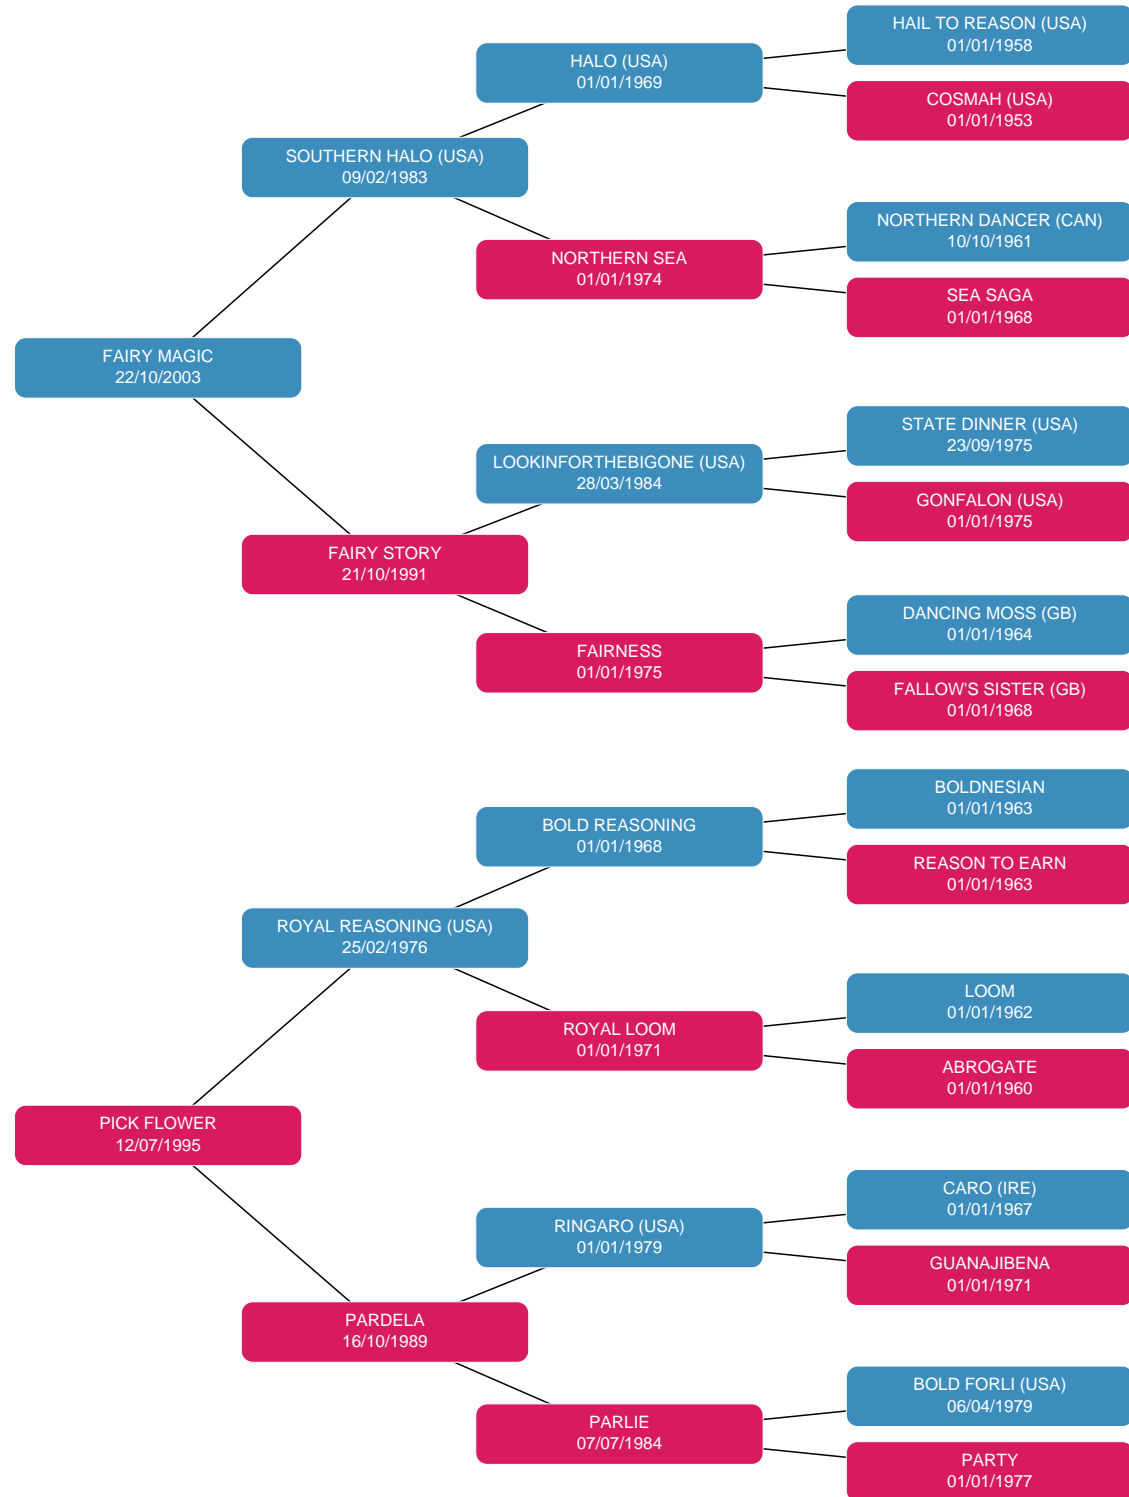 HAIL TO REASON (USA)
01/01/1958
HALO (USA)
01/01/1969
COSMAH (USA)
01/01/1953
SOUTHERN HALO (USA)
09/02/1983
NORTHERN DANCER (CAN)
10/10/1961
NORTHERN SEA
01/01/1974
SEA SAGA
01/01/1968
FAIRY MAGIC
22/10/2003
STATE DINNER (USA)
23/09/1975
LOOKINFORTHEBIGONE (USA)
28/03/1984
GONFALON (USA)
01/01/1975
FAIRY STORY
21/10/1991
DANCING MOSS (GB)
01/01/1964
FAIRNESS
01/01/1975
FALLOW'S SISTER (GB)
01/01/1968
BOLDNESIAN
01/01/1963
BOLD REASONING
01/01/1968
REASON TO EARN
01/01/1963
ROYAL REASONING (USA)
25/02/1976
LOOM
01/01/1962
ROYAL LOOM
01/01/1971
ABROGATE
01/01/1960
PICK FLOWER
12/07/1995
CARO (IRE)
01/01/1967
RINGARO (USA)
01/01/1979
GUANAJIBENA
01/01/1971
PARDELA
16/10/1989
BOLD FORLI (USA)
06/04/1979
PARLIE
07/07/1984
PARTY
01/01/1977